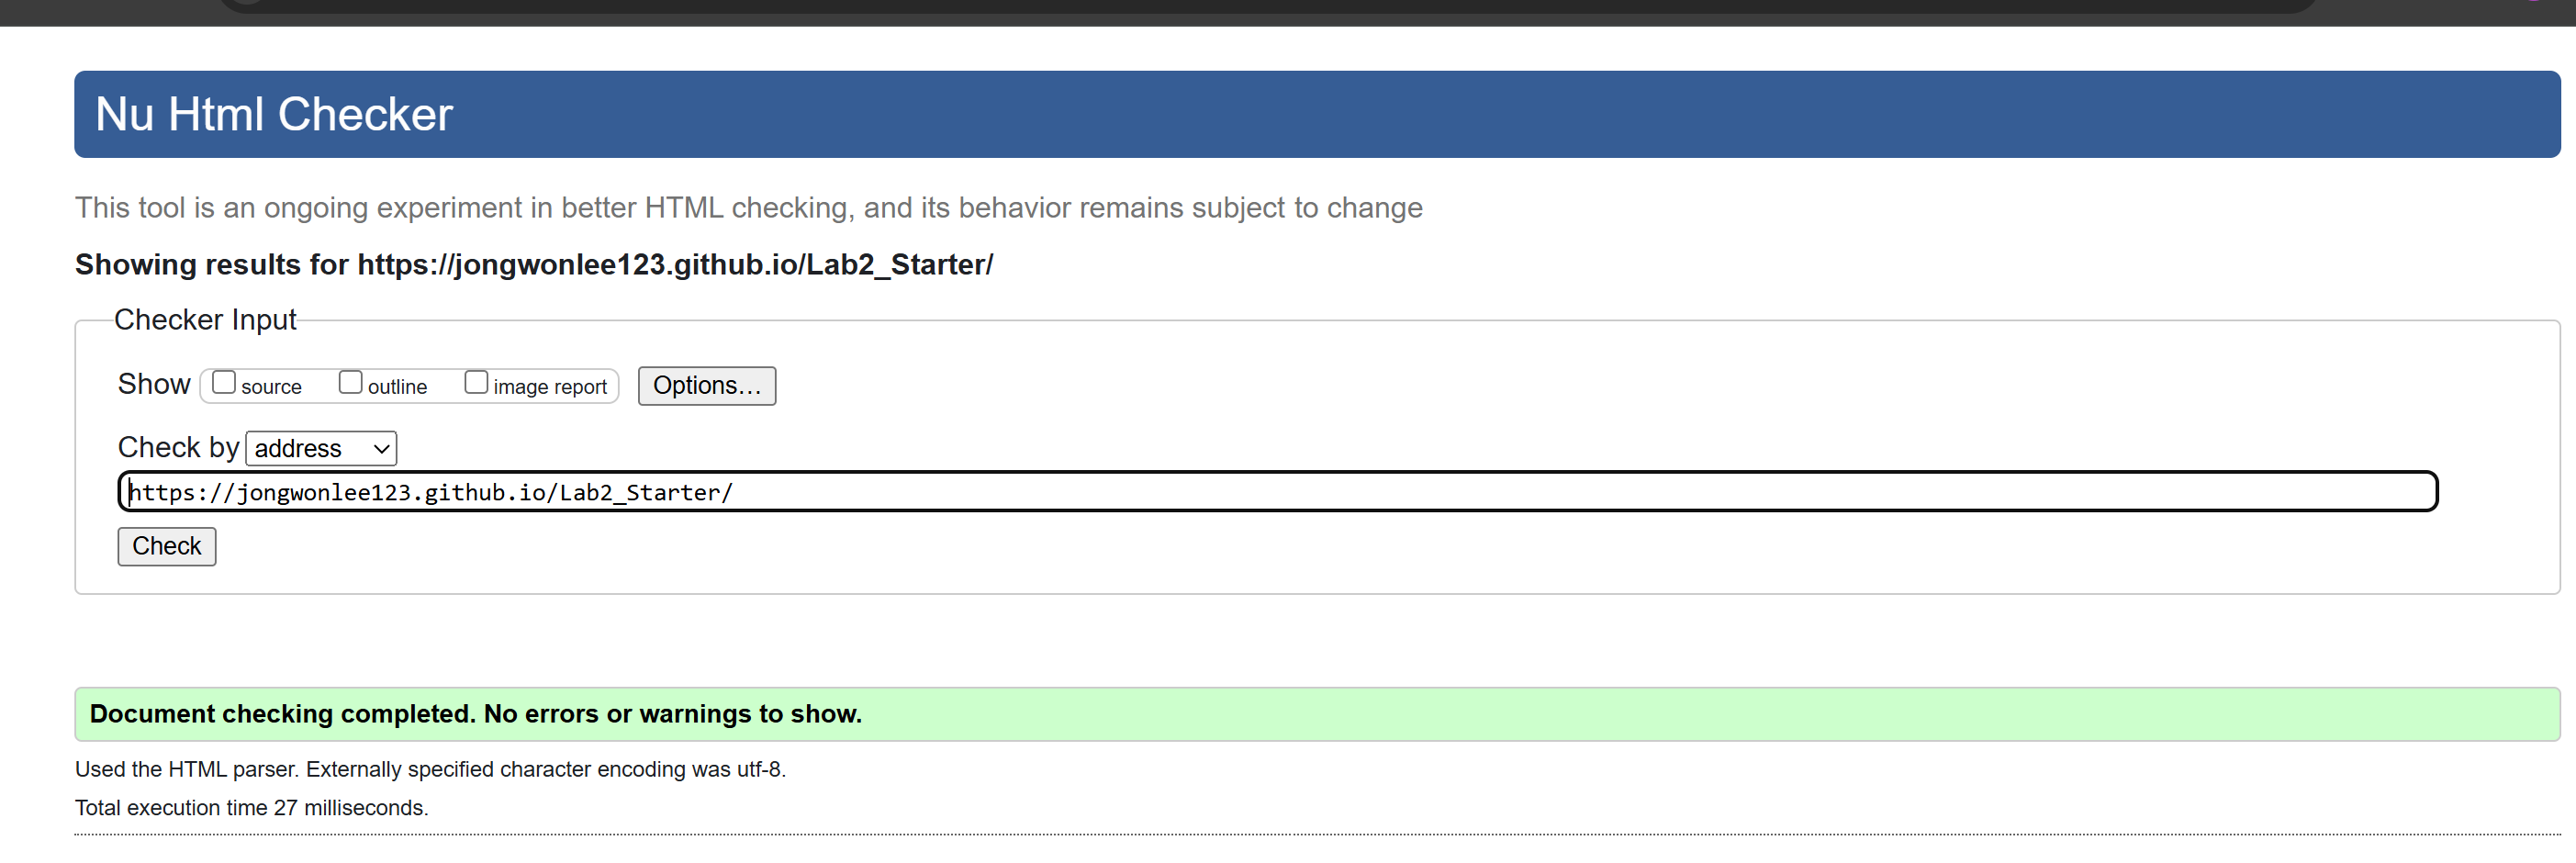 Nu Html Checker
This tool is an ongoing experiment in better HTML checking, and its behavior remains subject to change
Showing results for https://jongwonlee123.github.io/Lab2_Starter/
Checker Input
Show source outline image report Options...
Check by address
https://jongwonlee123.github.io/Lab2_Starter/
Check
Document checking completed. No errors or warnings to show.
Used the HTML parser. Externally specified character encoding was utf-8.
Total execution time 27 milliseconds.